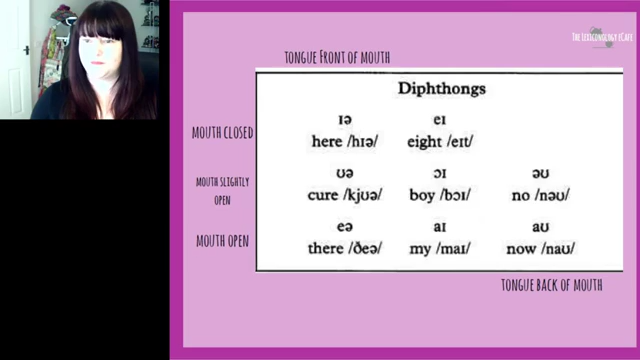 The Lexiconology eCafe
Tongue Front of mouth
Diphthongs
Mouth closed
ɪə eɪ
here /hɪə/ eight /eɪt/
Mouth slightly open
ʊə ɔɪ əʊ
cure /kjʊə/ boy /bɔɪ/ no /nəʊ/
Mouth open
eə aɪ aʊ
there /ðeə/ my /maɪ/ now /naʊ/
Tongue back of mouth